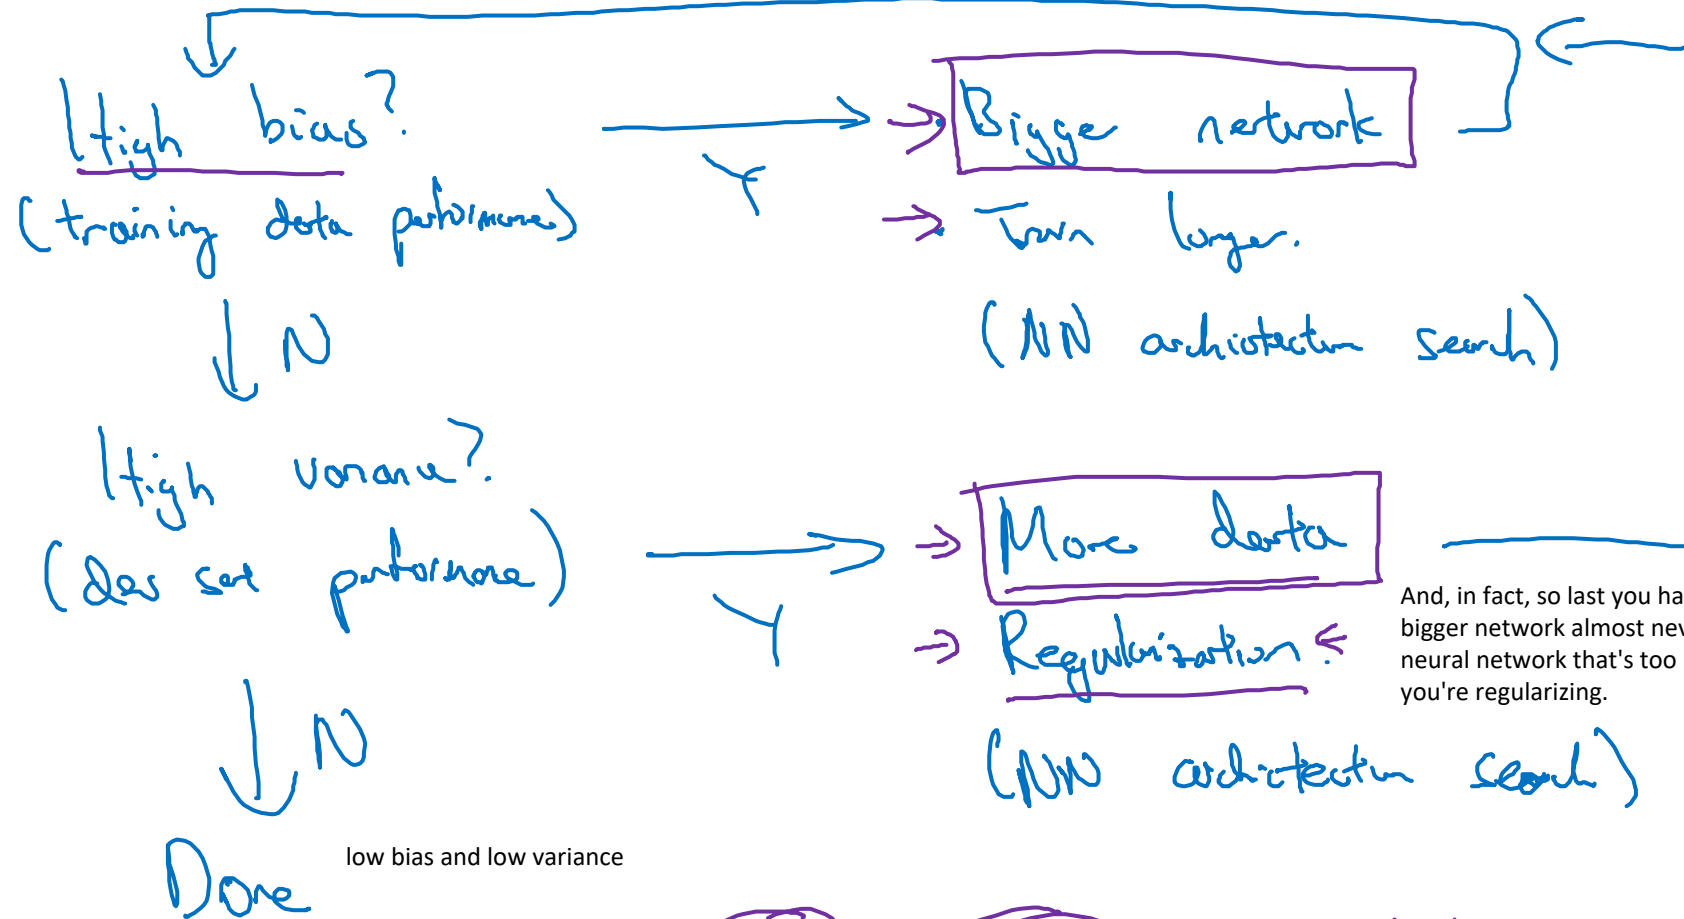 High bias?
(training data performance)
Y
Bigger network
Train longer.
(NN architecture search)
N
High variance?
(Dev set performance)
Y
More data
Regularization.
(NN architecture search)
And, in fact, so last you ha
bigger network almost nev
neural network that's too
you're regularizing.
N
Done
low bias and low variance